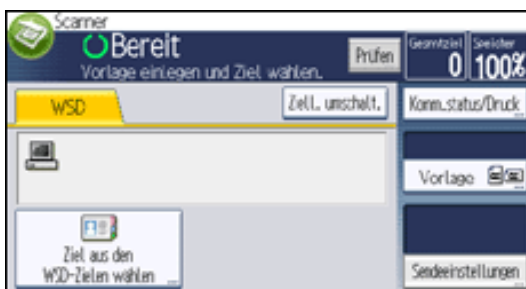 Scanner
Bereit
Vorlage einlegen und Ziel wählen.
Prüfen
Gesamtziel
0
Speicher
100%
WSD
Zell. umschalt.
Komm.status/Druck
Vorlage
Ziel aus den
WSD-Zielen wählen
Sendeeinstellungen